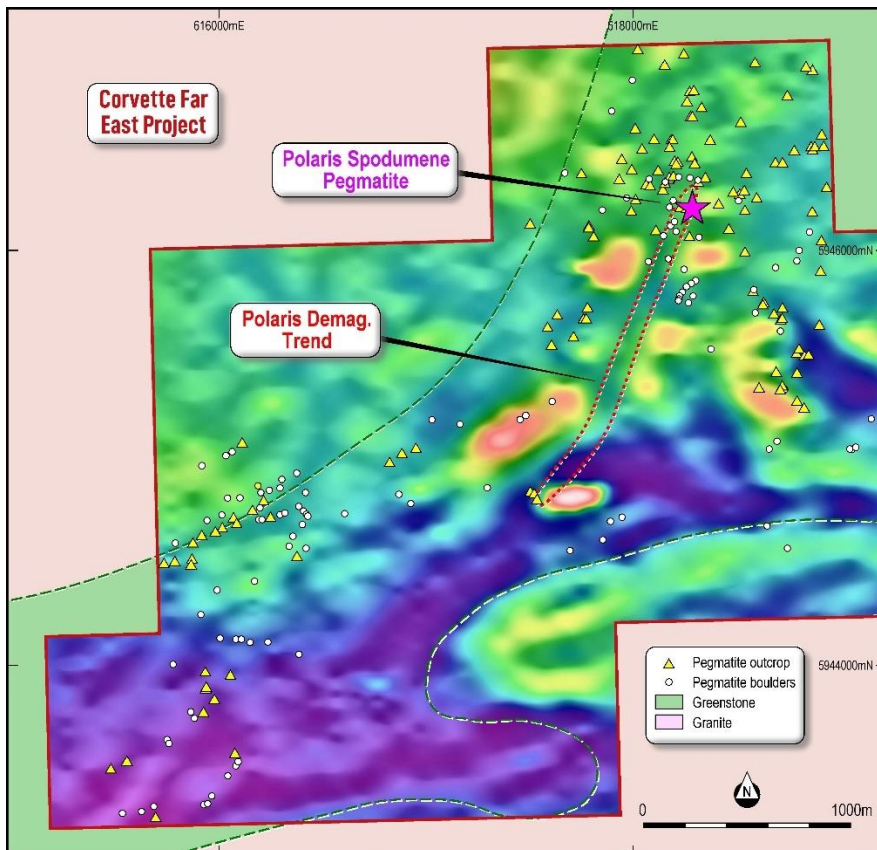 616000mE
618000mE
Corvette Far
East Project
Polaris Spodumene
Pegmatite
5946000mN
Polaris Demag.
Trend
5944000mN
Pegmatite outcrop
Pegmatite boulders
Greenstone
Granite
N
0
1000m